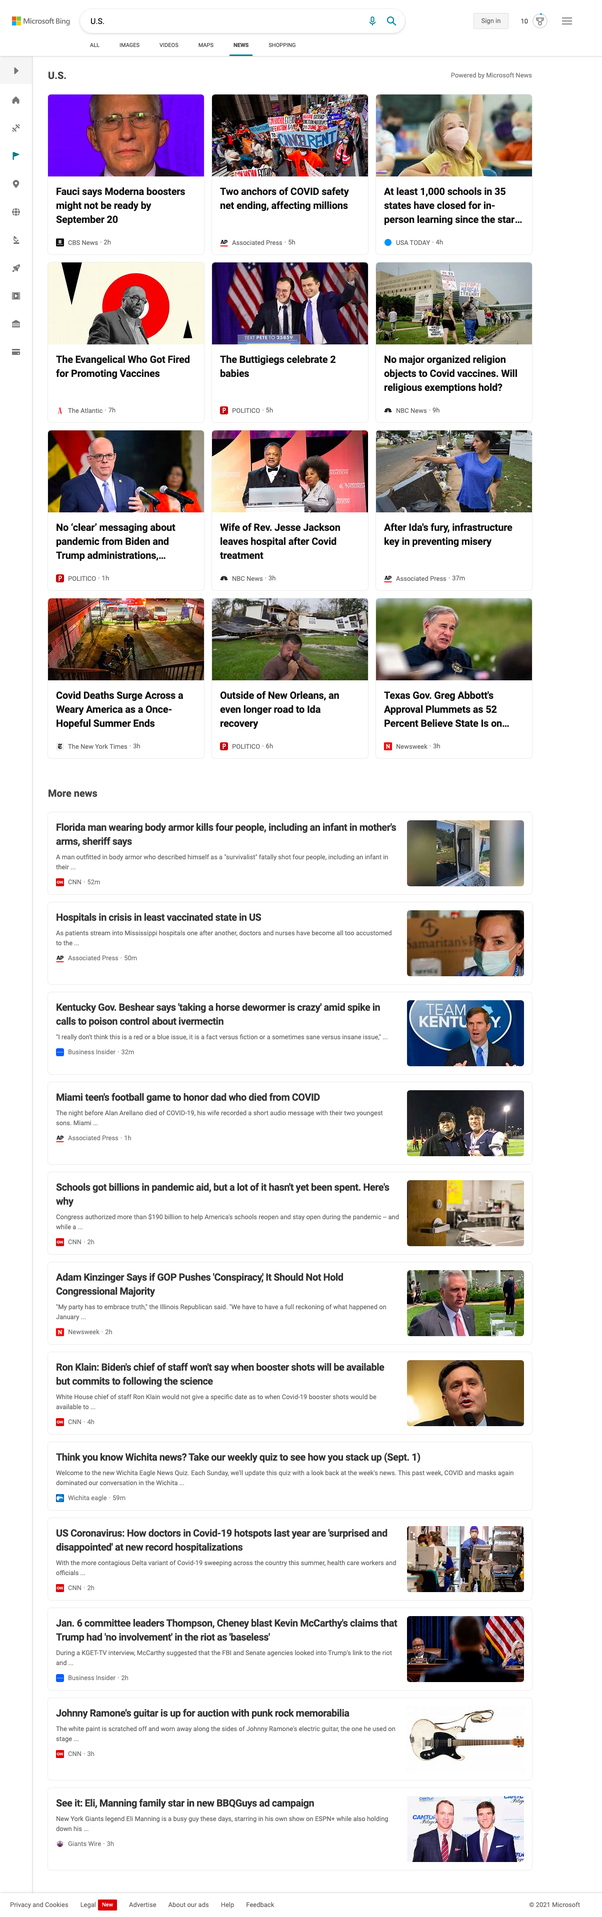 Microsoft Bing
U.S.
Sign in
10
ALL
IMAGES
VIDEOS
MAPS
NEWS
SHOPPING
U.S.
Powered by Microsoft News
CANCEL RENT
Fauci says Moderna boosters
might not be ready by
September 20
CBS News · 2h
Two anchors of COVID safety
net ending, affecting millions
AP Associated Press · 5h
At least 1,000 schools in 35
states have closed for in-
person learning since the star...
USA TODAY · 4h
TEXT PETE TO 25859
The Evangelical Who Got Fired
for Promoting Vaccines
The Atlantic · 7h
The Buttigiegs celebrate 2
babies
POLITICO · 5h
No major organized religion
objects to Covid vaccines. Will
religious exemptions hold?
NBC News · 9h
No 'clear' messaging about
pandemic from Biden and
Trump administrations,...
POLITICO · 1h
Wife of Rev. Jesse Jackson
leaves hospital after Covid
treatment
NBC News · 3h
After Ida's fury, infrastructure
key in preventing misery
AP Associated Press · 37m
Covid Deaths Surge Across a
Weary America as a Once-
Hopeful Summer Ends
The New York Times · 3h
Outside of New Orleans, an
even longer road to Ida
recovery
POLITICO · 6h
Texas Gov. Greg Abbott's
Approval Plummets as 52
Percent Believe State Is on...
N Newsweek · 3h
More news
Florida man wearing body armor kills four people, including an infant in mother's
arms, sheriff says
A man outfitted in body armor who described himself as a "survivalist" fatally shot four people, including an infant in
their ...
CNN · 52m
Hospitals in crisis in least vaccinated state in US
As patients stream into Mississippi hospitals one after another, doctors and nurses have become all too accustomed
to the ...
AP Associated Press · 50m
Kentucky Gov. Beshear says 'taking a horse dewormer is crazy' amid spike in
calls to poison control about ivermectin
"I really don't think this is a red or a blue issue, it is a fact versus fiction or a sometimes sane versus insane issue," ...
Business Insider · 32m
TEAM
KENTUCKY
Miami teen's football game to honor dad who died from COVID
The night before Alan Arellano died of COVID-19, his wife recorded a short audio message with their two youngest
sons. Miami ...
AP Associated Press · 1h
Schools got billions in pandemic aid, but a lot of it hasn't yet been spent. Here's
why
Congress authorized more than $190 billion to help America's schools reopen and stay open during the pandemic – and
while a ...
CNN · 2h
Adam Kinzinger Says if GOP Pushes 'Conspiracy,' It Should Not Hold
Congressional Majority
"My party has to embrace truth," the Illinois Republican said. "We have to have a full reckoning of what happened on
January ...
N Newsweek · 2h
Ron Klain: Biden's chief of staff won't say when booster shots will be available
but commits to following the science
White House chief of staff Ron Klain would not give a specific date as to when Covid-19 booster shots would be
available to ...
CNN · 4h
Think you know Wichita news? Take our weekly quiz to see how you stack up (Sept. 1)
Welcome to the new Wichita Eagle News Quiz. Each Sunday, we'll update this quiz with a look back at the week's news. This past week, COVID and masks again
dominated our conversation in the Wichita ...
Wichita eagle · 59m
US Coronavirus: How doctors in Covid-19 hotspots last year are 'surprised and
disappointed' at new record hospitalizations
With the more contagious Delta variant of Covid-19 sweeping across the country this summer, health care workers and
officials ...
CNN · 2h
Jan. 6 committee leaders Thompson, Cheney blast Kevin McCarthy's claims that
Trump had 'no involvement' in the riot as 'baseless'
During a KGET-TV interview, McCarthy suggested that the FBI and Senate agencies looked into Trump's link to the riot
and ...
Business Insider · 2h
Johnny Ramone's guitar is up for auction with punk rock memorabilia
The white paint is scratched off and worn away along the sides of Johnny Ramone's electric guitar, the one he used on
stage ...
CNN · 3h
See it: Eli, Manning family star in new BBQGuys ad campaign
New York Giants legend Eli Manning is a busy guy these days, starring in his own show on ESPN+ while also holding
down his ...
Giants Wire · 3h
Privacy and Cookies
Legal
New
Advertise
About our ads
Help
Feedback
© 2021 Microsoft